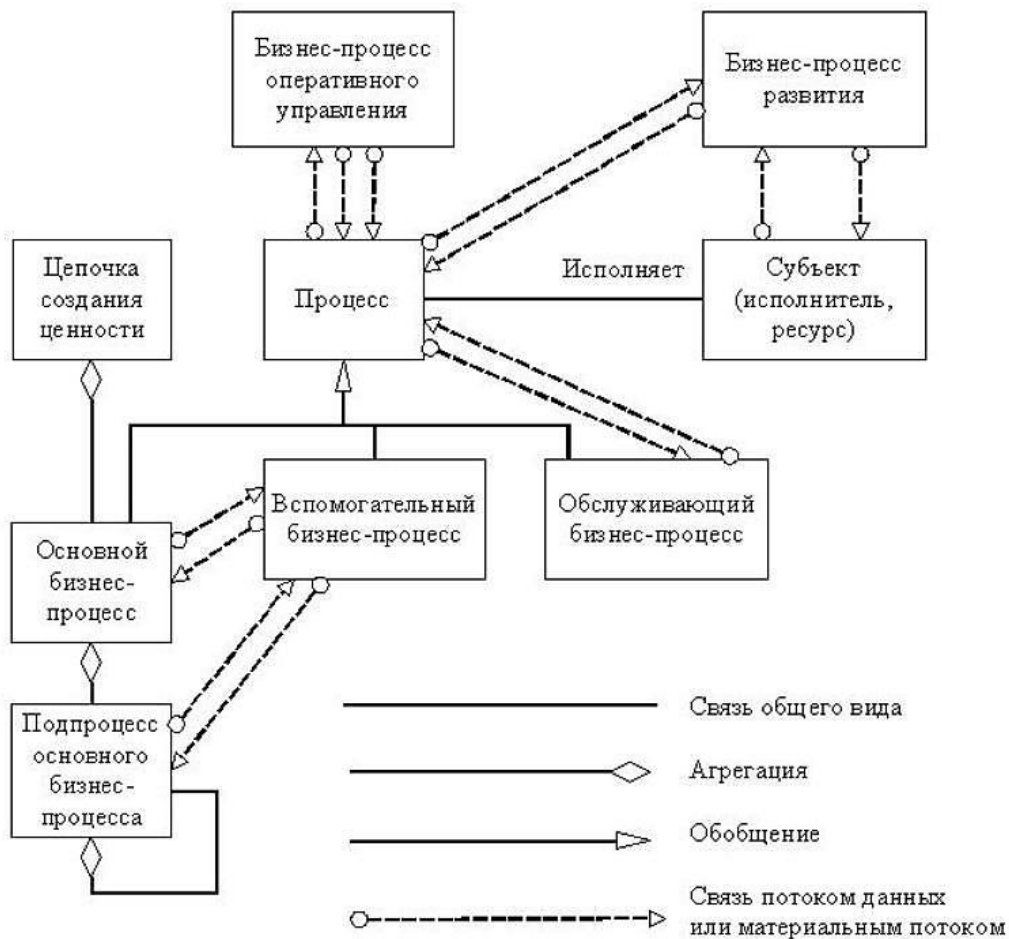 Бизнес-процесс
оперативного
управления
Бизнес-процесс
развития
Цепочка
создания
ценности
Процесс
Исполняет
Субъект
(исполнитель,
ресурс)
Вспомогательный
бизнес-процесс
Обслуживающий
бизнес-процесс
Основной
бизнес-
процесс
Подпроцесс
основного
бизнес-
процесса
Связь общего вида
Агрегация
Обобщение
Связь потоком данных
или материальным потоком